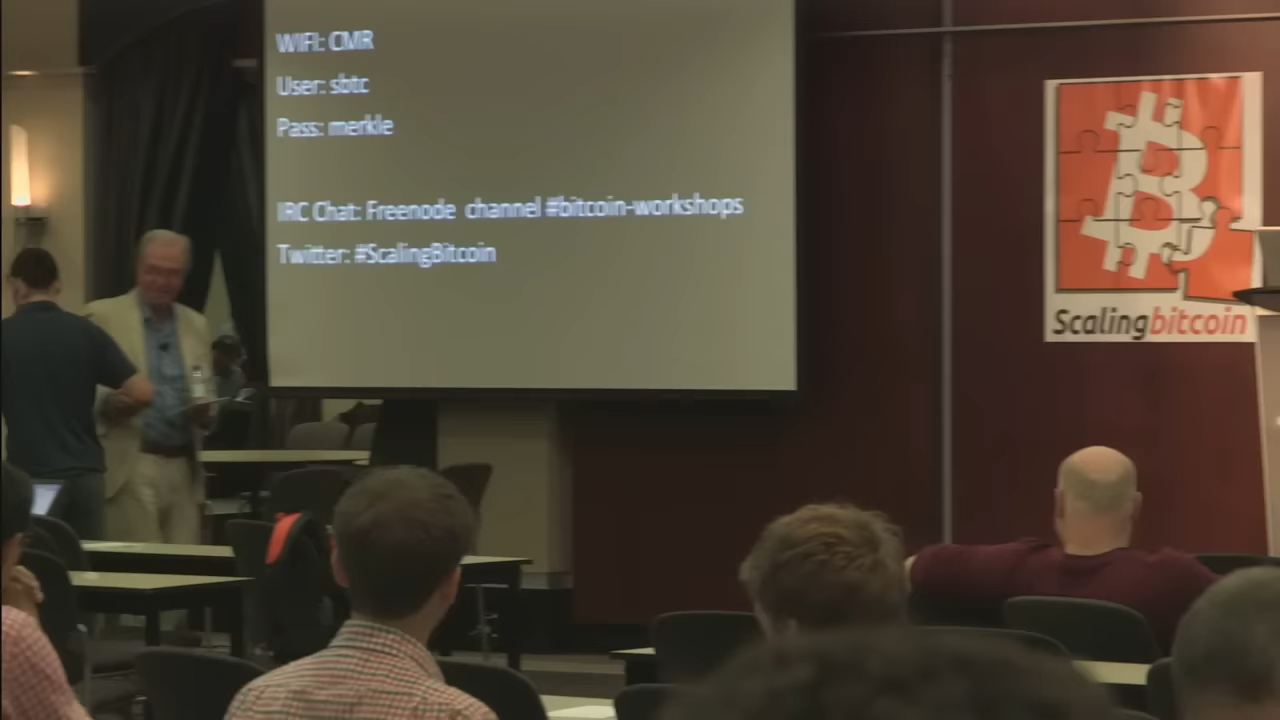 WIFI: CMR
User: sbtc
Pass: merkle
IRC Chat: Freenode channel #bitcoin-workshops
Twitter: #ScalingBitcoin
Scalingbitcoin